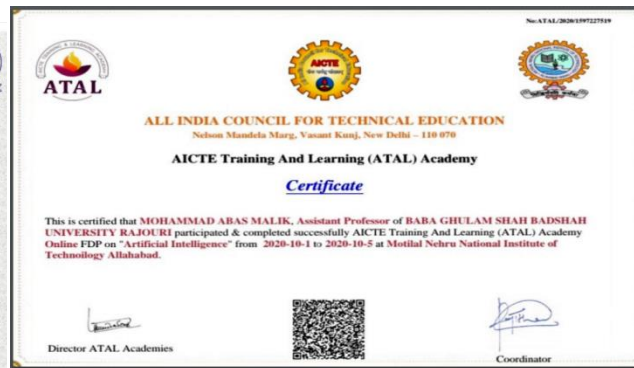 No:ATAL/2020/1597227519
ATAL
AICTE
ALL INDIA COUNCIL FOR TECHNICAL EDUCATION
Nelson Mandela Marg, Vasant Kunj, New Delhi – 110 070
AICTE Training And Learning (ATAL) Academy
Certificate
This is certified that MOHAMMAD ABAS MALIK, Assistant Professor of BABA GHULAM SHAH BADSHAH
UNIVERSITY RAJOURI participated & completed successfully AICTE Training And Learning (ATAL) Academy
Online FDP on "Artificial Intelligence" from 2020-10-1 to 2020-10-5 at Motilal Nehru National Institute of
Technoilogy Allahabad.
Director ATAL Academies
Coordinator